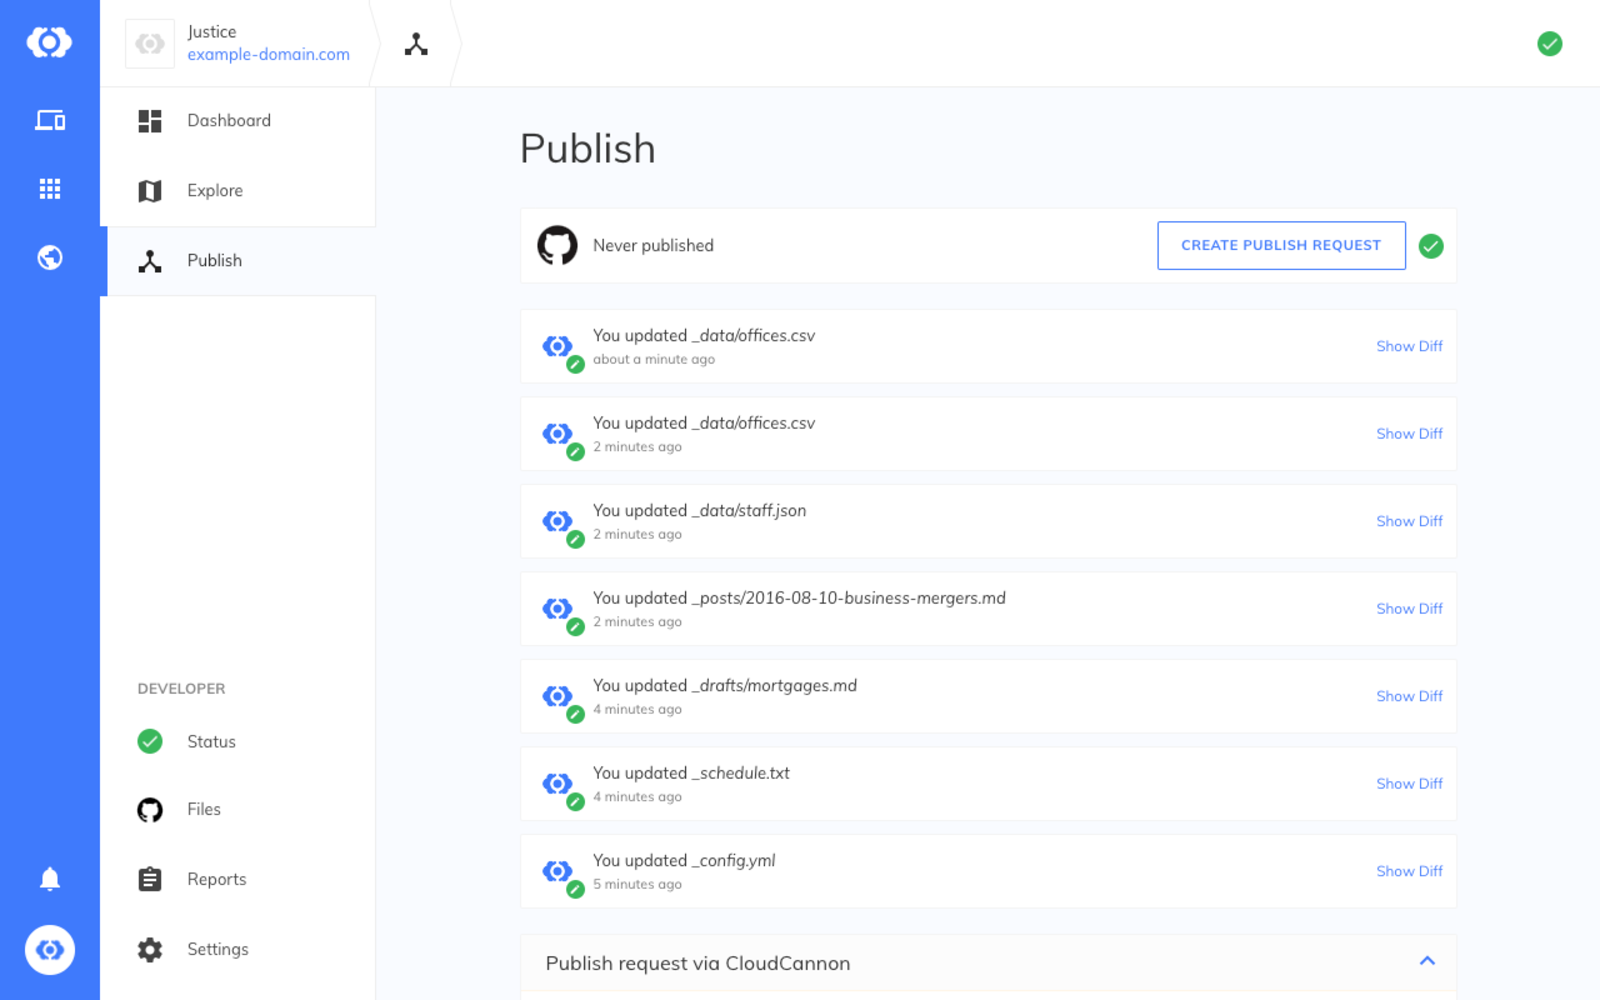 Justice
example-domain.com
Dashboard
Explore
Publish
DEVELOPER
Status
Files
Reports
Settings
Publish
Never published
CREATE PUBLISH REQUEST
You updated _data/offices.csv
about a minute ago
Show Diff
You updated _data/offices.csv
2 minutes ago
Show Diff
You updated _data/staff.json
2 minutes ago
Show Diff
You updated _posts/2016-08-10-business-mergers.md
2 minutes ago
Show Diff
You updated _drafts/mortgages.md
4 minutes ago
Show Diff
You updated _schedule.txt
4 minutes ago
Show Diff
You updated _config.yml
5 minutes ago
Show Diff
Publish request via CloudCannon